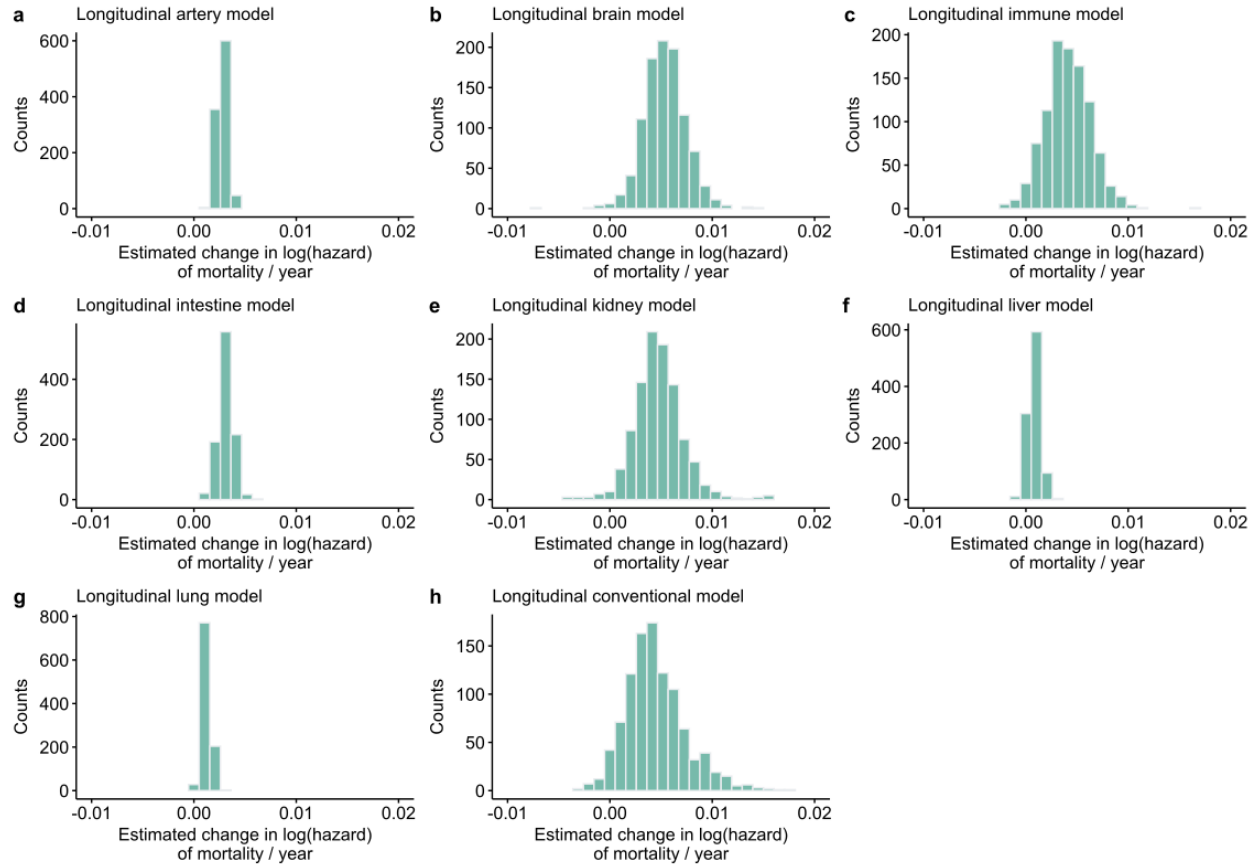 a Longitudinal artery model
600
400
200
0
Counts
-0.01 0.00 0.01 0.02
Estimated change in log(hazard)
of mortality / year
b Longitudinal brain model
200
150
100
50
0
Counts
-0.01 0.00 0.01 0.02
Estimated change in log(hazard)
of mortality / year
c Longitudinal immune model
200
150
100
50
0
Counts
-0.01 0.00 0.01 0.02
Estimated change in log(hazard)
of mortality / year
d Longitudinal intestine model
400
200
0
Counts
-0.01 0.00 0.01 0.02
Estimated change in log(hazard)
of mortality / year
e Longitudinal kidney model
200
150
100
50
0
Counts
-0.01 0.00 0.01 0.02
Estimated change in log(hazard)
of mortality / year
f Longitudinal liver model
600
400
200
0
Counts
-0.01 0.00 0.01 0.02
Estimated change in log(hazard)
of mortality / year
g Longitudinal lung model
800
600
400
200
0
Counts
-0.01 0.00 0.01 0.02
Estimated change in log(hazard)
of mortality / year
h Longitudinal conventional model
150
100
50
0
Counts
-0.01 0.00 0.01 0.02
Estimated change in log(hazard)
of mortality / year